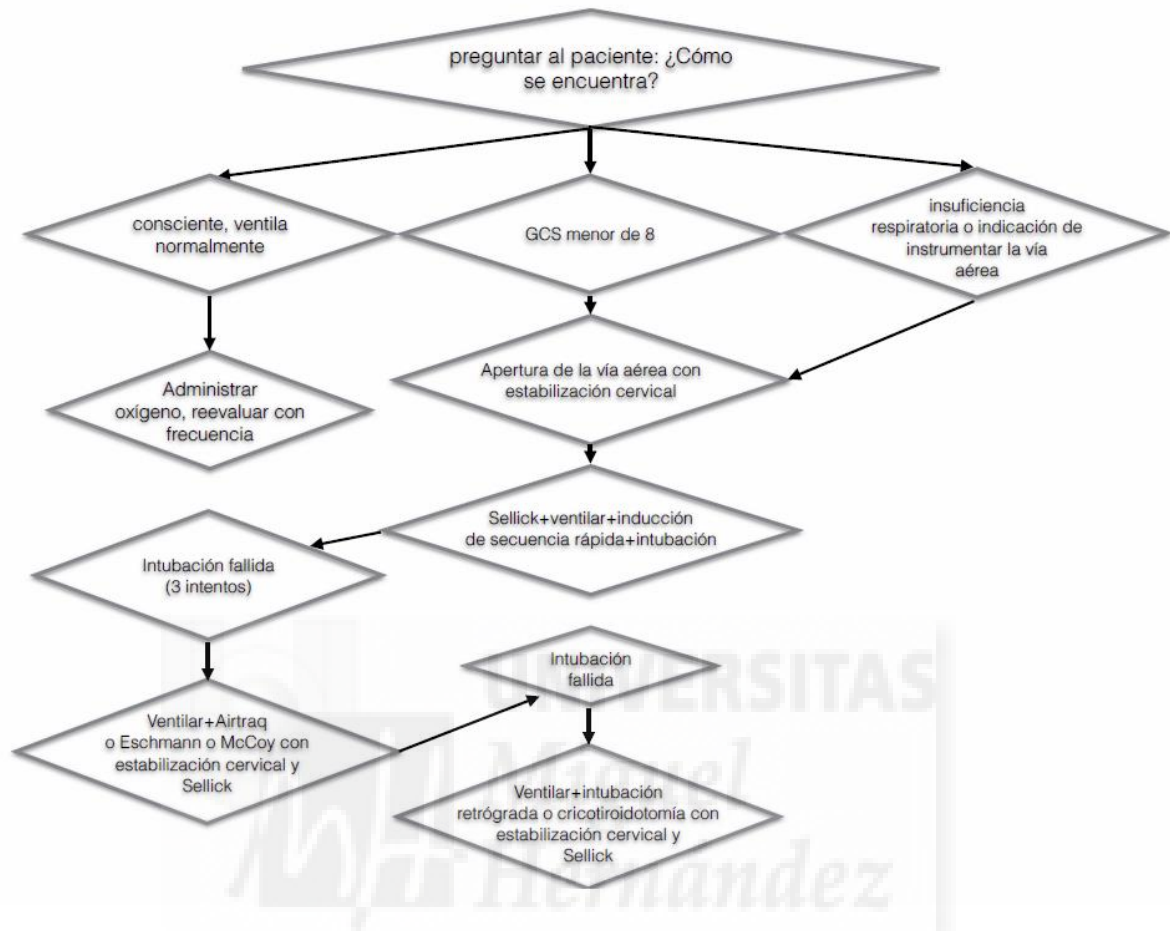 preguntar al paciente: ¿Cómo
se encuentra?
consciente, ventila
normalmente
GCS menor de 8
insuficiencia
respiratoria o indicación de
instrumentar la vía
aérea
Administrar
oxígeno, reevaluar con
frecuencia
Apertura de la vía aérea con
estabilización cervical
Sellick+ventilar+inducción
de secuencia rápida+intubación
Intubación fallida
(3 intentos)
Ventilar+Airtraq
o Eschmann o McCoy con
estabilización cervical y
Sellick
Intubación
fallida
Ventilar+intubación
retrógrada o cricotiroidotomía con
estabilización cervical y
Sellick
UNIVERSITAS
Miguel
Hernández